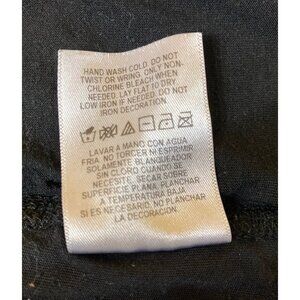 HAND WASH COLD. DO NOT
TWIST OR WRING. ONLY NON-
CHLORINE BLEACH WHEN
NEEDED. LAY FLAT TO DRY.
LOW IRON IF NEEDED. DO NOT
IRON DECORATION.
LAVAR A MANO CON AGUA
FRIA. NO TORCER NI ESPRIMIR
SOLAMENTE BLANQUEADOR
SIN CLORO CUANDO SE
NECESITE. SECAR SOBRE
SUPERFICIE PLANA. PLANCHAR
A TEMPERATURA BAJA
SI ES NECESARIO. NO PLANCHAR
LA DECORACION.